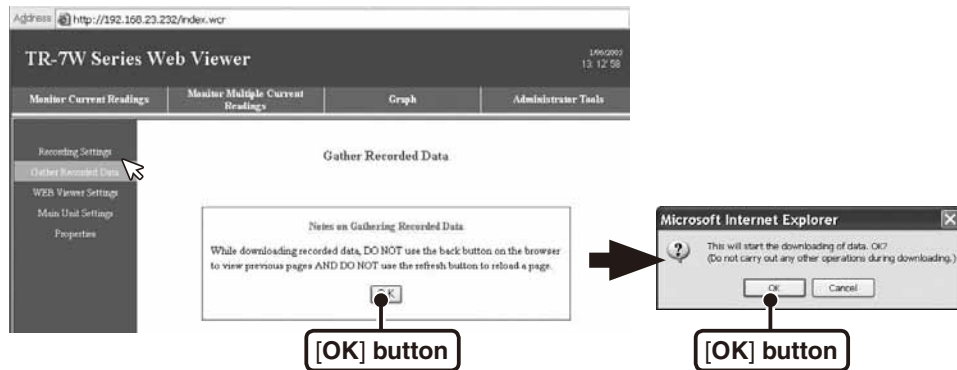 Address http://192.168.23.232/index.wcr
TR-7W Series Web Viewer
1/06/2003
13:12'58
Monitor Current Readings
Monitor Multiple Current
Readings
Graph
Administrator Tools
Recording Settings
Gather Recorded Data
WEB Viewer Settings
Main Unit Settings
Properties
Gather Recorded Data
Notes on Gathering Recorded Data
While downloading recorded data, DO NOT use the back button on the browser
to view previous pages AND DO NOT use the refresh button to reload a page.
OK
[OK] button
Microsoft Internet Explorer
This will start the downloading of data. OK?
(Do not carry out any other operations during downloading.)
OK
Cancel
[OK] button